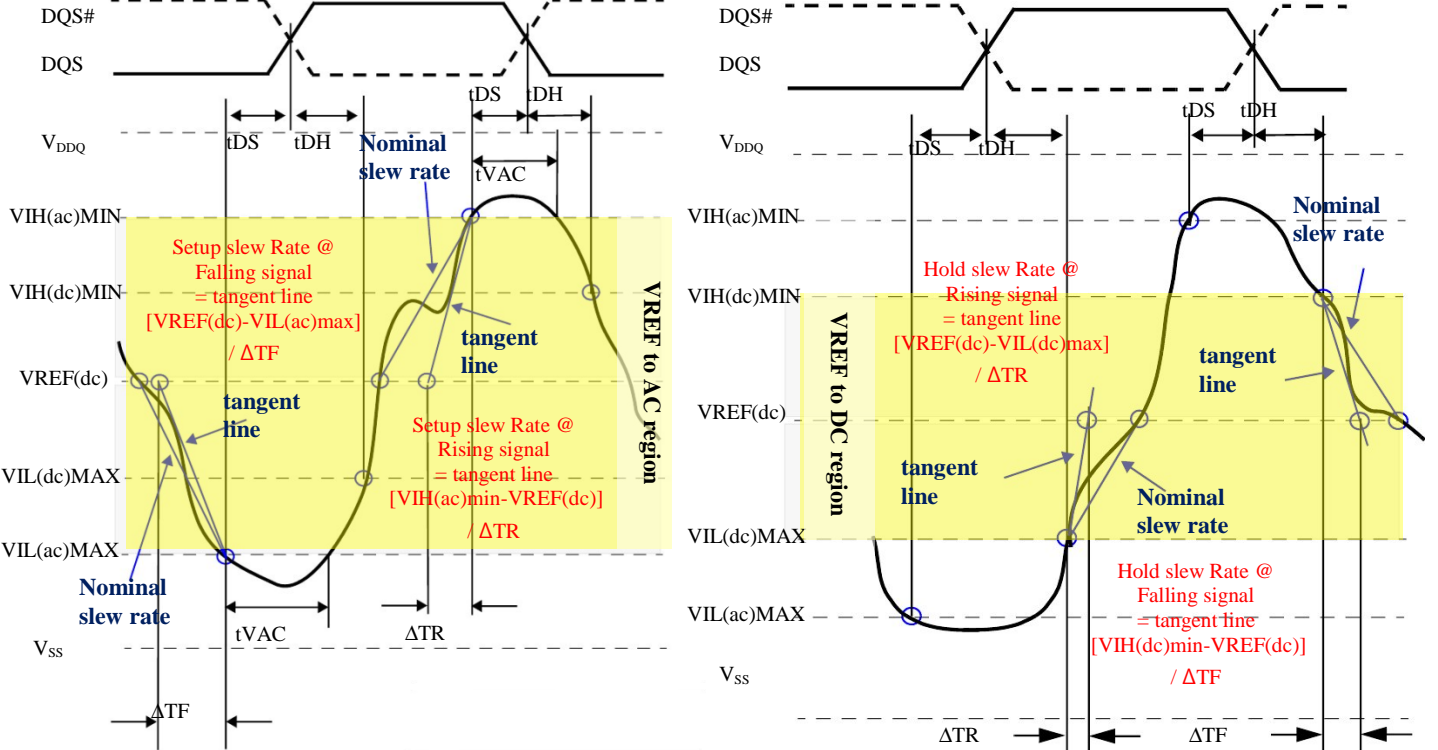 DQS#
DQS
tDS
tDH
tDS
tDH
VDDQ
Nominal
slew rate
tVAC
VIH(ac)MIN
Setup slew Rate @
Falling signal
= tangent line
[VREF(dc)-VIL(ac)max]
/ ΔTF
VIH(dc)MIN
tangent
line
VREF to AC region
VREF(dc)
tangent
line
Setup slew Rate @
Rising signal
= tangent line
[VIH(ac)min-VREF(dc)]
/ ΔTR
VIL(dc)MAX
VIL(ac)MAX
Nominal
slew rate
tVAC
ΔTR
VSS
ΔTF
DQS#
DQS
tDS
tDH
tDS
tDH
VDDQ
VIH(ac)MIN
Nominal
slew rate
Hold slew Rate @
Rising signal
= tangent line
[VREF(dc)-VIL(dc)max]
/ ΔTR
VIH(dc)MIN
VREF to DC region
tangent
line
VREF(dc)
tangent
line
Nominal
slew rate
VIL(dc)MAX
Hold slew Rate @
Falling signal
= tangent line
[VIH(dc)min-VREF(dc)]
/ ΔTF
VIL(ac)MAX
VSS
ΔTR
ΔTF